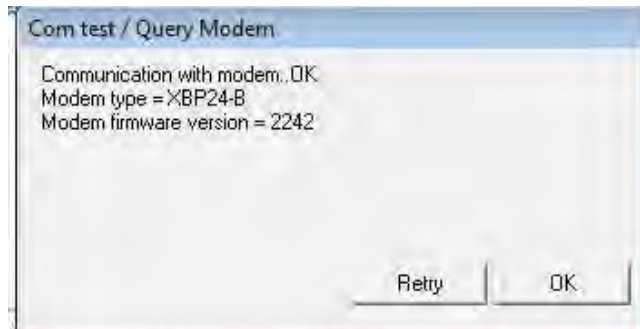 Com test / Query Modem
Communication with modem..OK
Modem type = XBP24-B
Modem firmware version = 2242
Retry OK